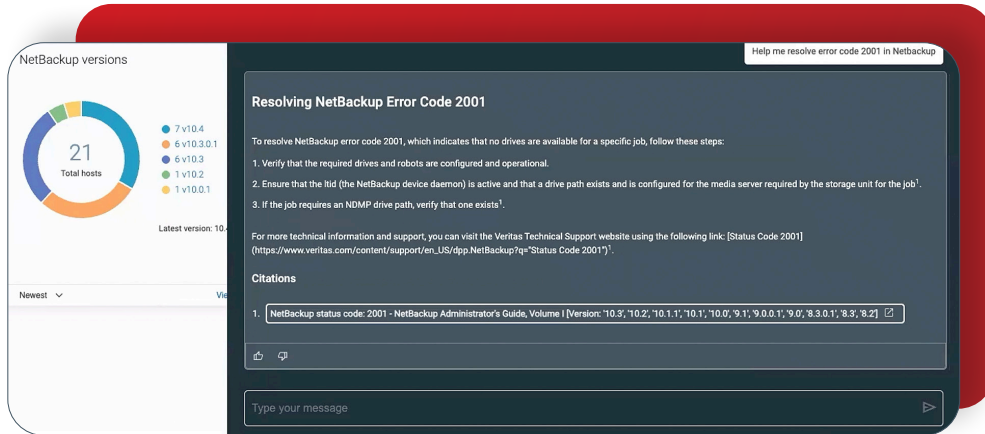 NetBackup versions
21
Total hosts
7 v10.4
6 v10.3.0.1
6 v10.3
1 v10.2
1 v10.0.1
Latest version: 10.
Newest
Vie
Help me resolve error code 2001 in Netbackup
Resolving NetBackup Error Code 2001
To resolve NetBackup error code 2001, which indicates that no drives are available for a specific job, follow these steps:
1. Verify that the required drives and robots are configured and operational.
2. Ensure that the ltid (the NetBackup device daemon) is active and that a drive path exists and is configured for the media server required by the storage unit for the job¹.
3. If the job requires an NDMP drive path, verify that one exists¹.
For more technical information and support, you can visit the Veritas Technical Support website using the following link: [Status Code 2001]
(https://www.veritas.com/content/support/en_US/dpp.NetBackup?q="Status Code 2001")¹.
Citations
1. NetBackup status code: 2001 - NetBackup Administrator's Guide, Volume I [Version: '10.3', '10.2', '10.1.1', '10.1', '10.0', '9.1', '9.0.0.1', '9.0', '8.3.0.1', '8.3', '8.2']
Type your message